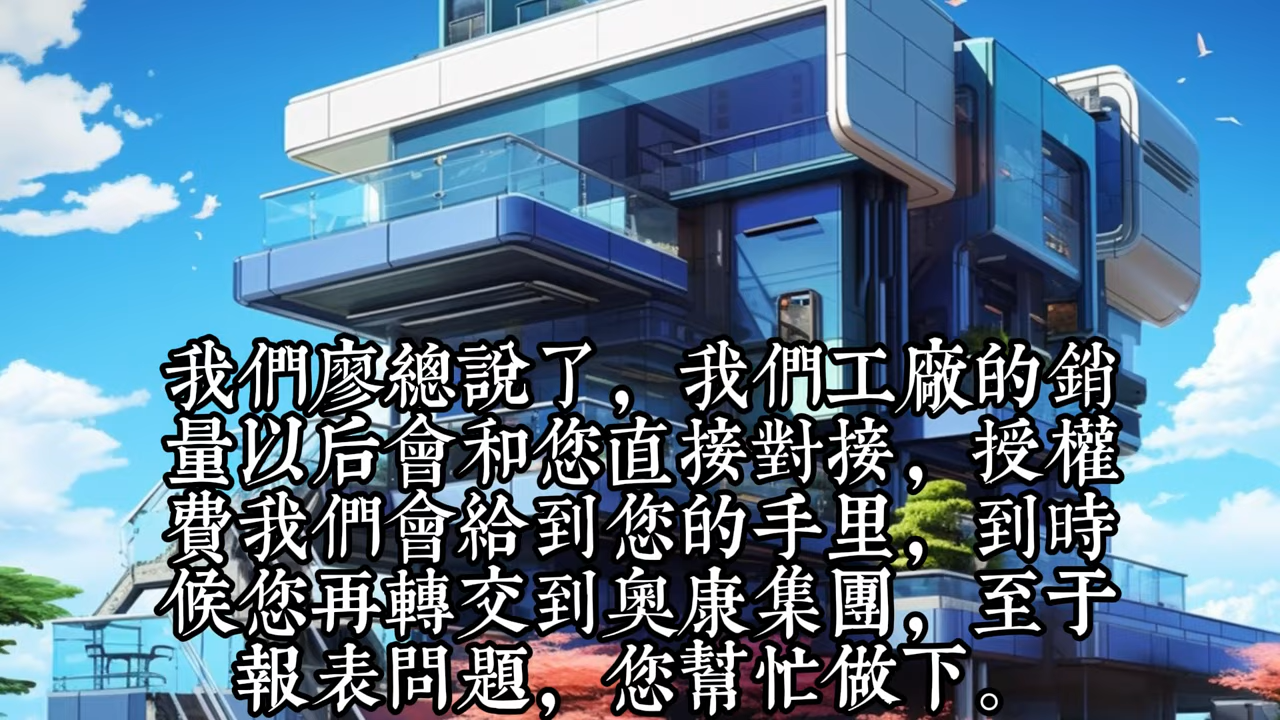 我們廖總說了，我們工廠的銷
量以后會和您直接對接，授權
費我們會給到您的手里，到時
候您再轉交到奧康集團，至于
報表問題，您幫忙做下。